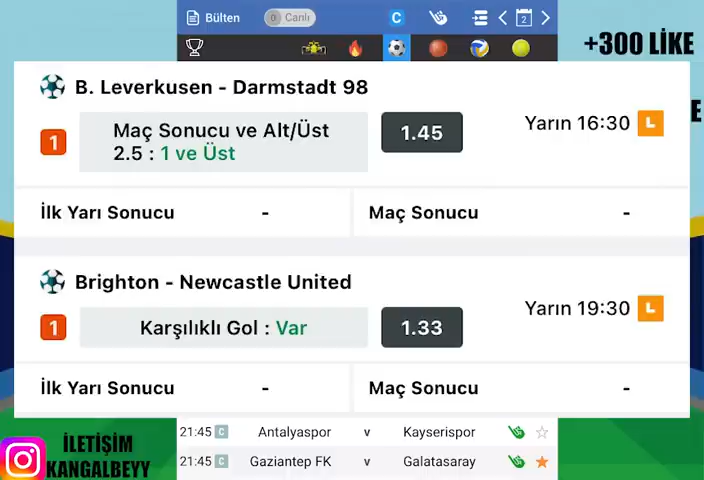 Bülten
0 Canlı
C
2
+300 LİKE
E
B. Leverkusen - Darmstadt 98
1
Maç Sonucu ve Alt/Üst
2.5 : 1 ve Üst
1.45
Yarın 16:30
L
İlk Yarı Sonucu -
Maç Sonucu -
Brighton - Newcastle United
1
Karşılıklı Gol : Var
1.33
Yarın 19:30
L
İlk Yarı Sonucu -
Maç Sonucu -
21:45 C Antalyaspor v Kayserispor
21:45 C Gaziantep FK v Galatasaray
İLETİŞİM
KANGALBEYY